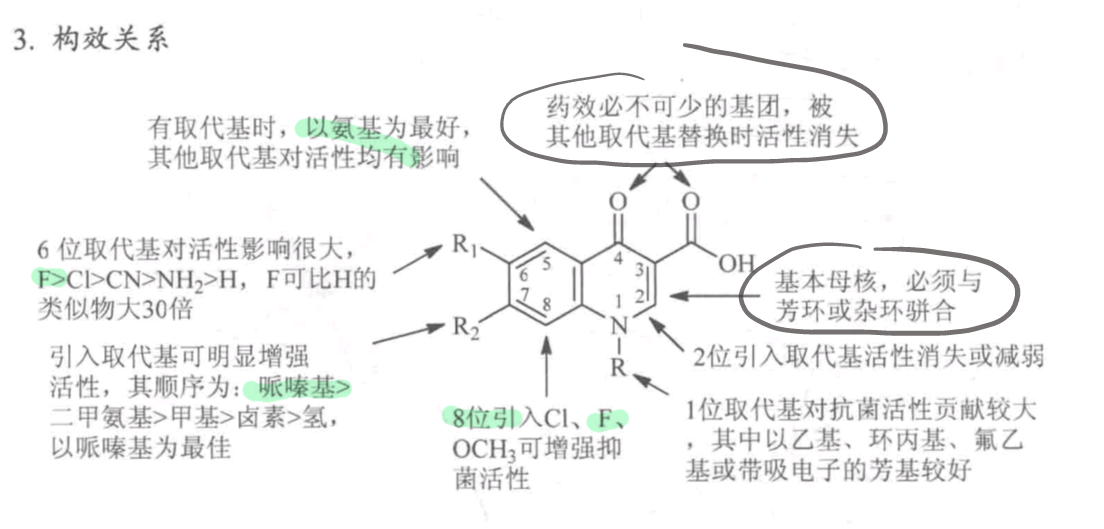 3. 构效关系
有取代基时，以氨基为最好，
其他取代基对活性均有影响
药效必不可少的基团，被
其他取代基替换时活性消失
6 位取代基对活性影响很大，
F>Cl>CN>NH₂>H，F可比H的
类似物大30倍
O
O
OH
R₁
R₂
4
3
2
1
N
R
5
6
7
8
基本母核，必须与
芳环或杂环骈合
引入取代基可明显增强
活性，其顺序为：哌嗪基>
二甲氨基>甲基>卤素>氢，
以哌嗪基为最佳
8位引入Cl、F、
OCH₃可增强抑
菌活性
2位引入取代基活性消失或减弱
1位取代基对抗菌活性贡献较大
，其中以乙基、环丙基、氟乙
基或带吸电子的芳基较好